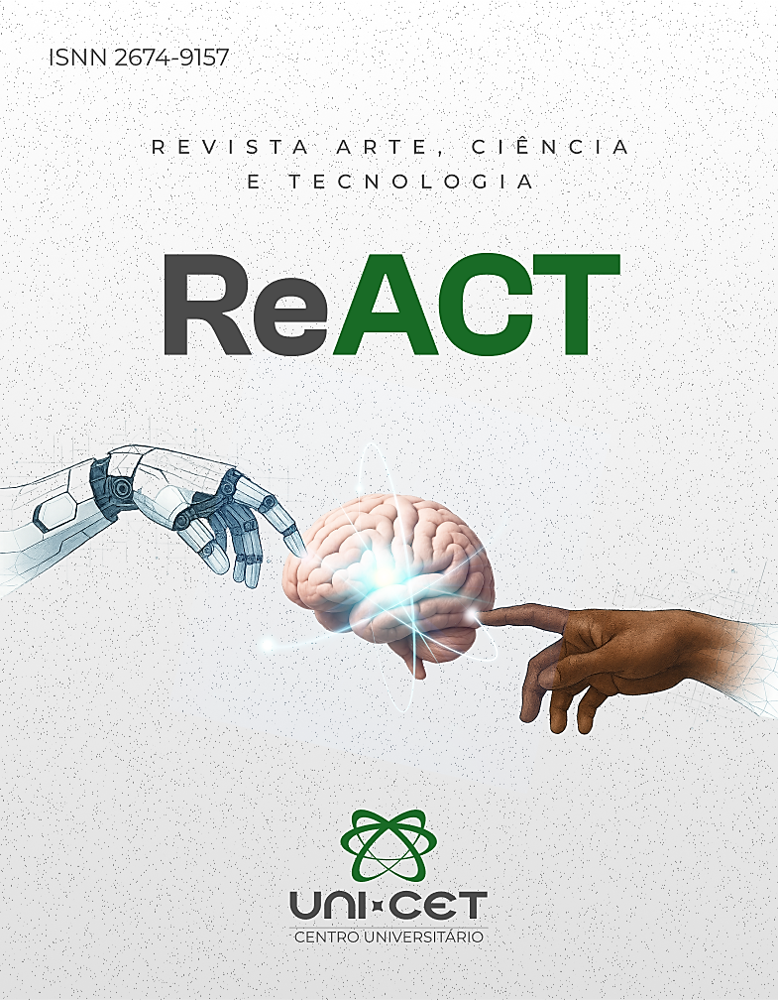 ISNN 2674-9157
REVISTA ARTE, CIÊNCIA
E TECNOLOGIA
ReACT
UNI CET
CENTRO UNIVERSITÁRIO